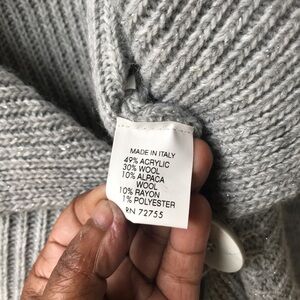 MADE IN ITALY
49% ACRYLIC
30% WOOL
10% ALPACA
WOOL
10% RAYON
1% POLYESTER
RN 72755